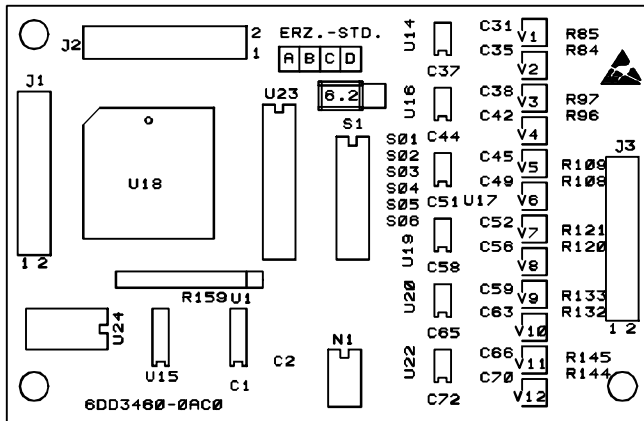 J2
2
1
ERZ.-STD.
A B C D
6.2
U14
C31
C35
C37
V1
V2
R85
R84
J1
1 2
U18
U23
S1
S01
S02
S03
S04
S05
S06
U16
C38
C42
C44
V3
V4
R97
R96
C45
C49
C51
U17
V5
V6
R109
R108
J3
1 2
U19
C52
C56
C58
V7
V8
R121
R120
R159
U1
U20
C59
C63
C65
V9
V10
R133
R132
U24
U15
C1
C2
N1
U22
C66
C70
C72
V11
V12
R145
R144
6DD3460-0AC0